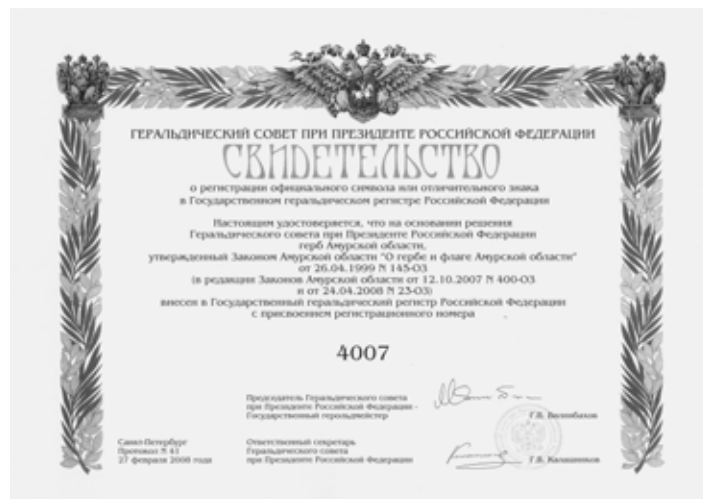 ГЕРАЛЬДИЧЕСКИЙ СОВЕТ ПРИ ПРЕЗИДЕНТЕ РОССИЙСКОЙ ФЕДЕРАЦИИ
СВИДЕТЕЛЬСТВО
о регистрации официального символа или отличительного знака
в Государственном геральдическом регистре Российской Федерации
Настоящим удостоверяется, что на основании решения
Геральдического совета при Президенте Российской Федерации
герб Амурской области,
утвержденный Законом Амурской области "О гербе и флаге Амурской области"
от 26.04.1999 N 145-ОЗ
(в редакции Законов Амурской области от 12.10.2007 N 400-ОЗ
и от 24.04.2008 N 23-ОЗ)
внесен в Государственный геральдический регистр Российской Федерации
с присвоением регистрационного номера
4007
Председатель Геральдического совета
при Президенте Российской Федерации -
Государственный герольдмейстер
Г.В. Вилинбахов
Санкт-Петербург
Протокол N 41
27 февраля 2008 года
Ответственный секретарь
Геральдического совета
при Президенте Российской Федерации
Г.В. Калашников